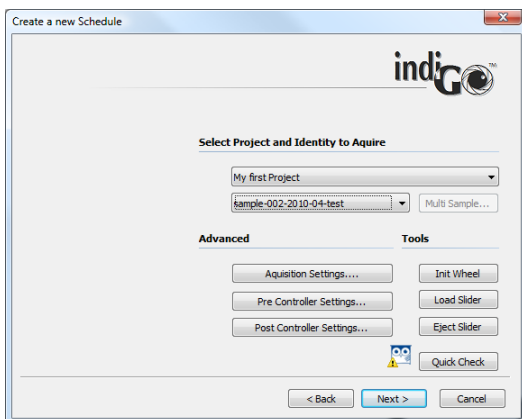 Create a new Schedule
indiGo™
Select Project and Identity to Aquire
My first Project
sample-002-2010-04-test
Multi Sample...
Advanced
Tools
Aquisition Settings....
Init Wheel
Pre Controller Settings...
Load Slider
Post Controller Settings...
Eject Slider
Quick Check
< Back
Next >
Cancel